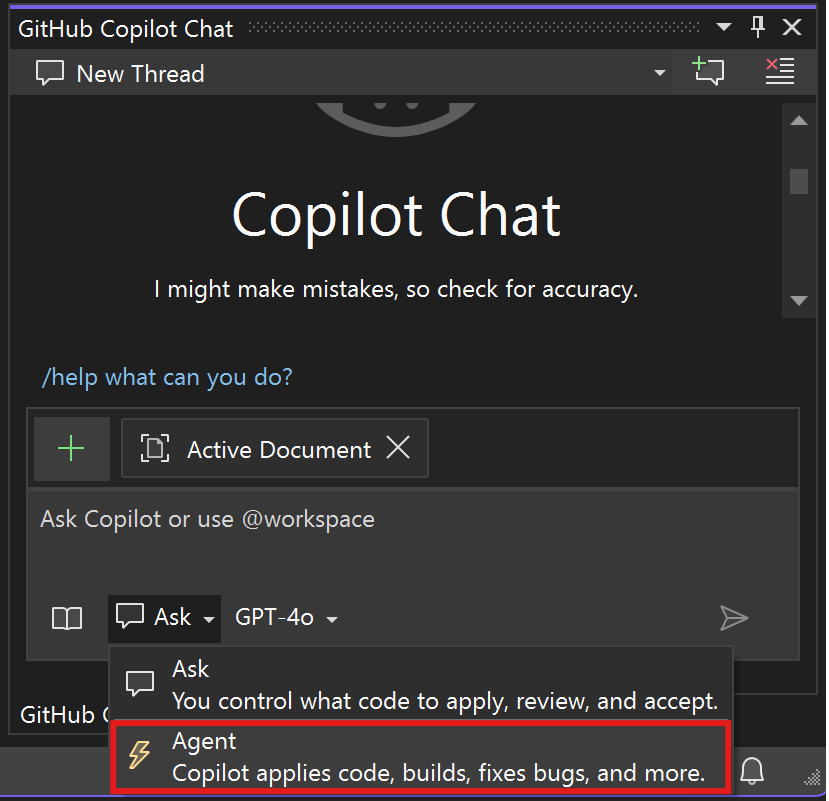 GitHub Copilot Chat
New Thread
Copilot Chat
I might make mistakes, so check for accuracy.
/help what can you do?
Active Document
Ask Copilot or use @workspace
Ask
GPT-4o
Ask
You control what code to apply, review, and accept.
GitHub
Agent
Copilot applies code, builds, fixes bugs, and more.